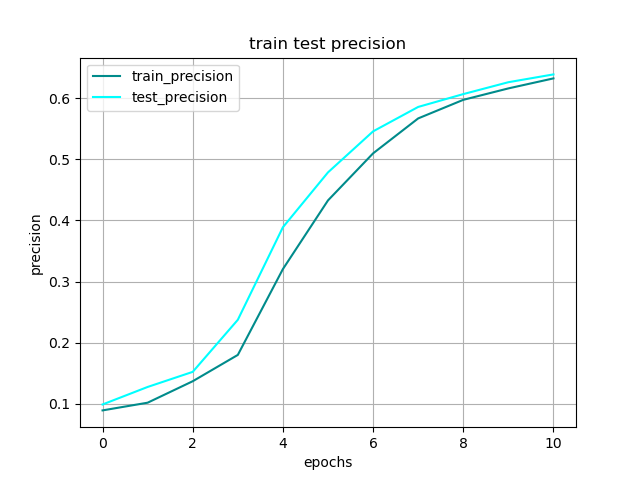 train test precision
train_precision
test_precision
precision
0.6
0.5
0.4
0.3
0.2
0.1
0 2 4 6 8 10
epochs